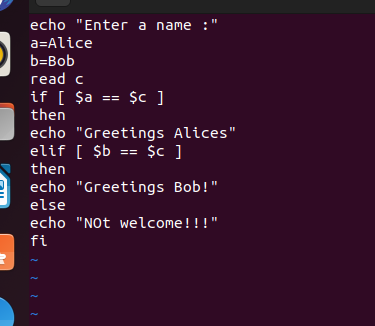 echo "Enter a name :"
a=Alice
b=Bob
read c
if [ $a == $c ]
then
echo "Greetings Alices"
elif [ $b == $c ]
then
echo "Greetings Bob!"
else
echo "NOt welcome!!!"
fi
~
~
~
~